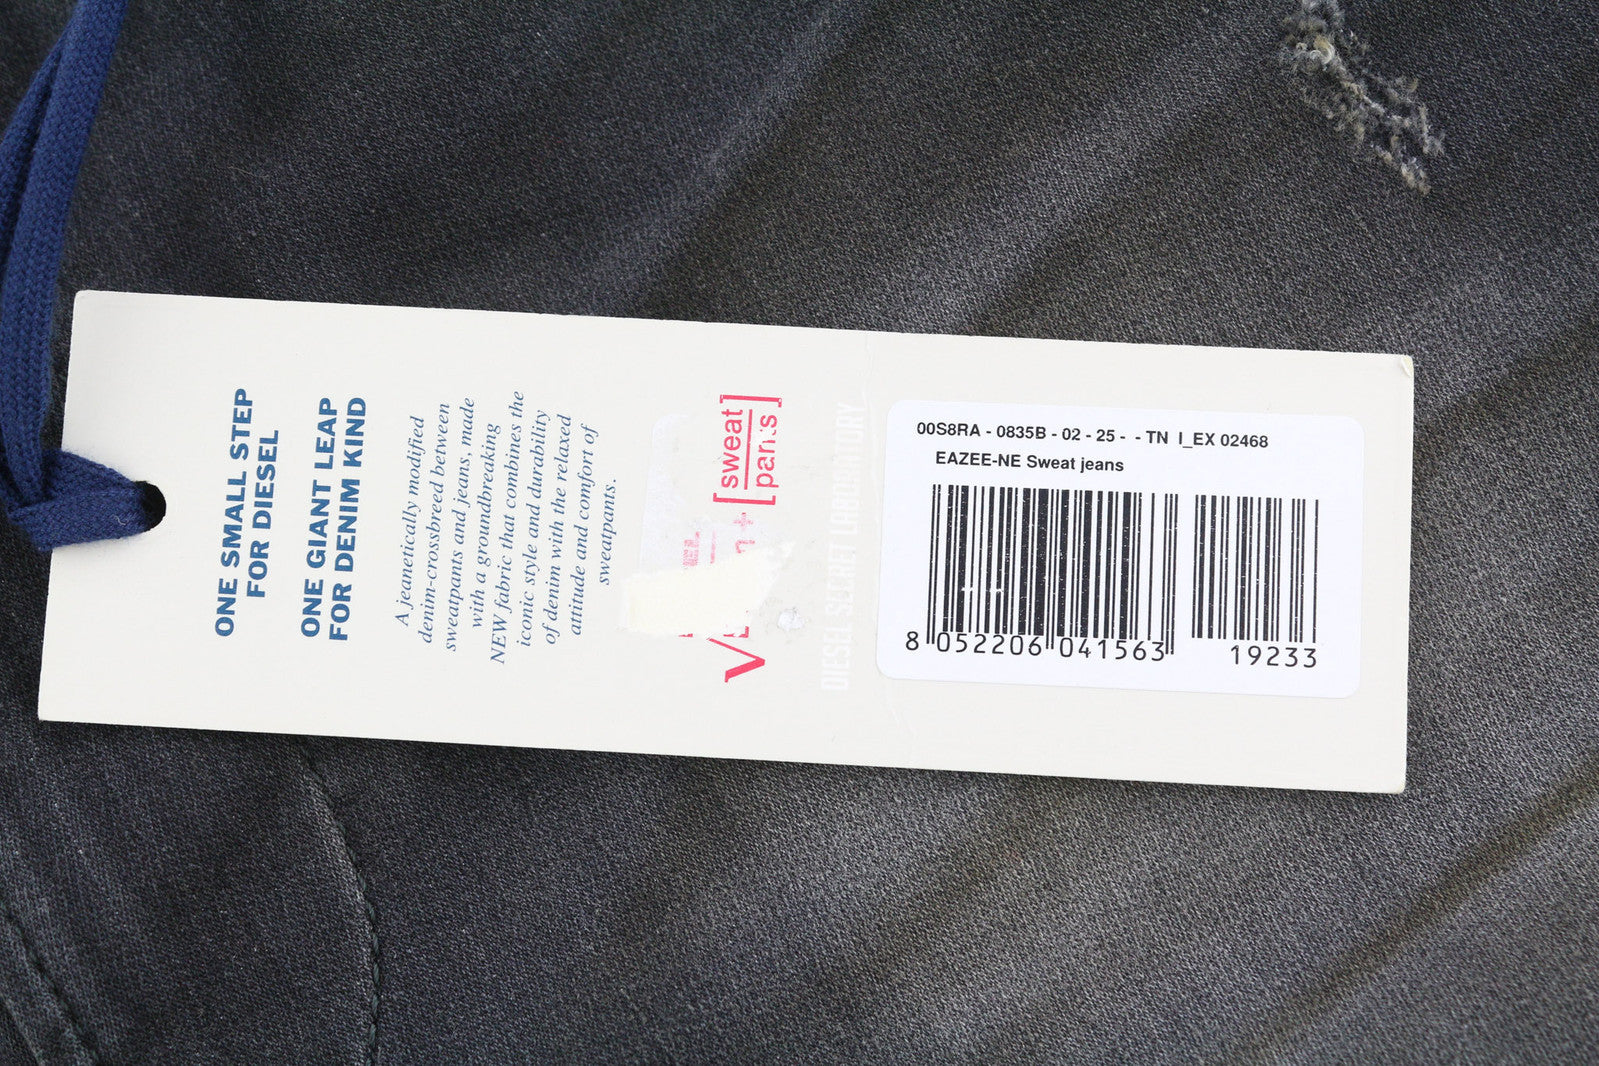 ONE SMALL STEP
FOR DIESEL
ONE GIANT LEAP
FOR DENIM KIND
A jeanetically modified
denim-crossbreed between
sweatpants and jeans, made
with a groundbreaking
NEW fabric that combines the
iconic style and durability
of denim with the relaxed
attitude and comfort of
sweatpants.
[sweat
pants]
DIESEL SECRET LABORATORY
00S8RA - 0835B - 02 - 25 - - TN I_EX 02468
EAZEE-NE Sweat jeans
8 052206 041563
19233